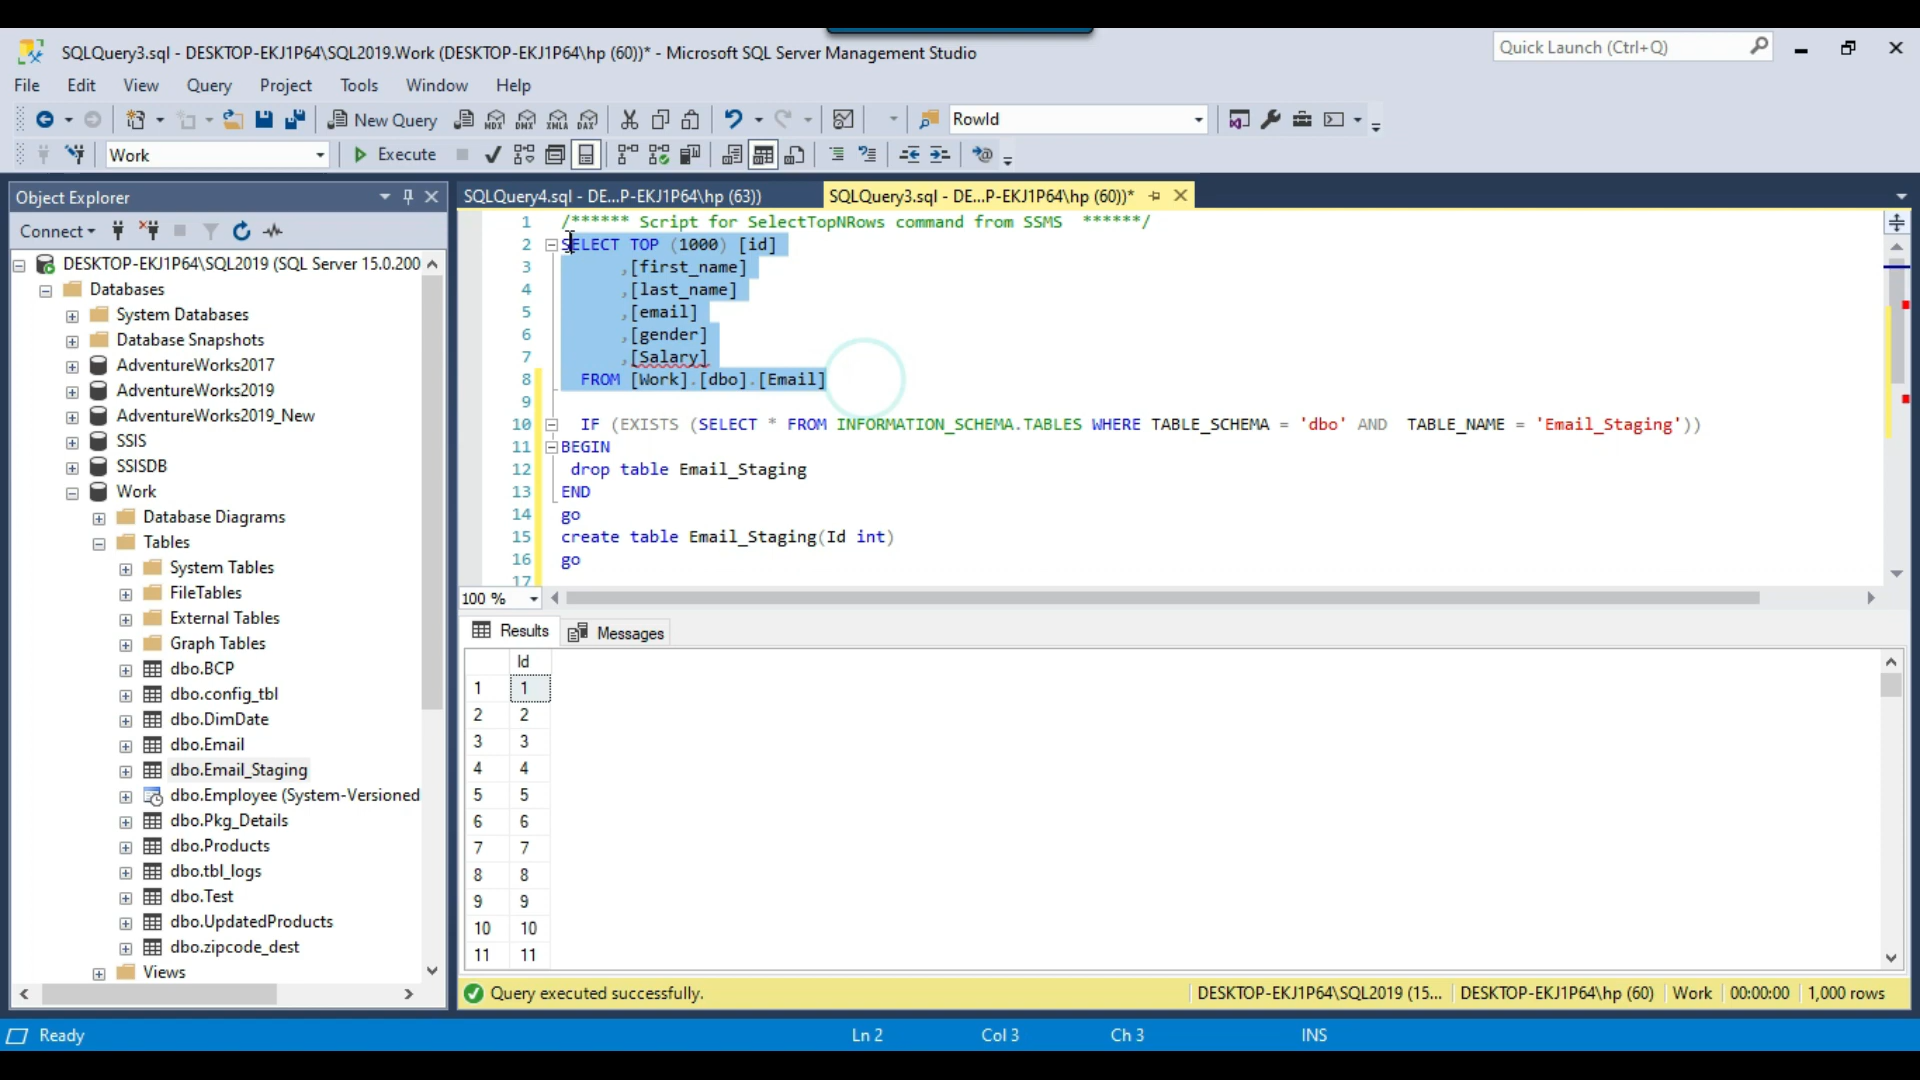 SQLQuery3.sql - DESKTOP-EKJ1P64\SQL2019.Work (DESKTOP-EKJ1P64\hp (60))* - Microsoft SQL Server Management Studio
Quick Launch (Ctrl+Q)
File Edit View Query Project Tools Window Help
New Query MDX DMX XMLA DAX RowId
Work Execute
Object Explorer
SQLQuery4.sql - DE...P-EKJ1P64\hp (63))
SQLQuery3.sql - DE...P-EKJ1P64\hp (60))*
Connect
DESKTOP-EKJ1P64\SQL2019 (SQL Server 15.0.200
Databases
System Databases
Database Snapshots
AdventureWorks2017
AdventureWorks2019
AdventureWorks2019_New
SSIS
SSISDB
Work
Database Diagrams
Tables
System Tables
FileTables
External Tables
Graph Tables
dbo.BCP
dbo.config_tbl
dbo.DimDate
dbo.Email
dbo.Email_Staging
dbo.Employee (System-Versioned
dbo.Pkg_Details
dbo.Products
dbo.tbl_logs
dbo.Test
dbo.UpdatedProducts
dbo.zipcode_dest
Views
1 /****** Script for SelectTopNRows command from SSMS ******/
2 SELECT TOP (1000) [id]
3 ,[first_name]
4 ,[last_name]
5 ,[email]
6 ,[gender]
7 ,[Salary]
8 FROM [Work].[dbo].[Email]
9
10 IF (EXISTS (SELECT * FROM INFORMATION_SCHEMA.TABLES WHERE TABLE_SCHEMA = 'dbo' AND TABLE_NAME = 'Email_Staging'))
11 BEGIN
12 drop table Email_Staging
13 END
14 go
15 create table Email_Staging(Id int)
16 go
17
100 %
Results Messages
Id
1 1
2 2
3 3
4 4
5 5
6 6
7 7
8 8
9 9
10 10
11 11
Query executed successfully. DESKTOP-EKJ1P64\SQL2019 (15... DESKTOP-EKJ1P64\hp (60) Work 00:00:00 1,000 rows
Ready Ln 2 Col 3 Ch 3 INS